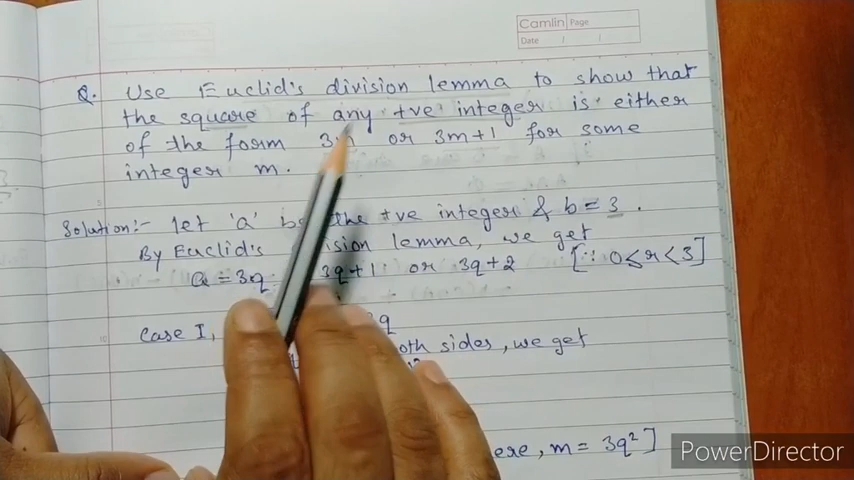 Camlin Page
Date / /
Q. Use Euclid's division lemma to show that
the square of any +ve integer is either
of the form 3m or 3m+1 for some
integer m.
Solution:- let 'a' be the +ve integer & b = 3.
By Euclid's division lemma, we get
a = 3q 3q+1 or 3q+2 [∵ 0≤r<3]
Case I, q
both sides, we get
ere, m = 3q²]
PowerDirector